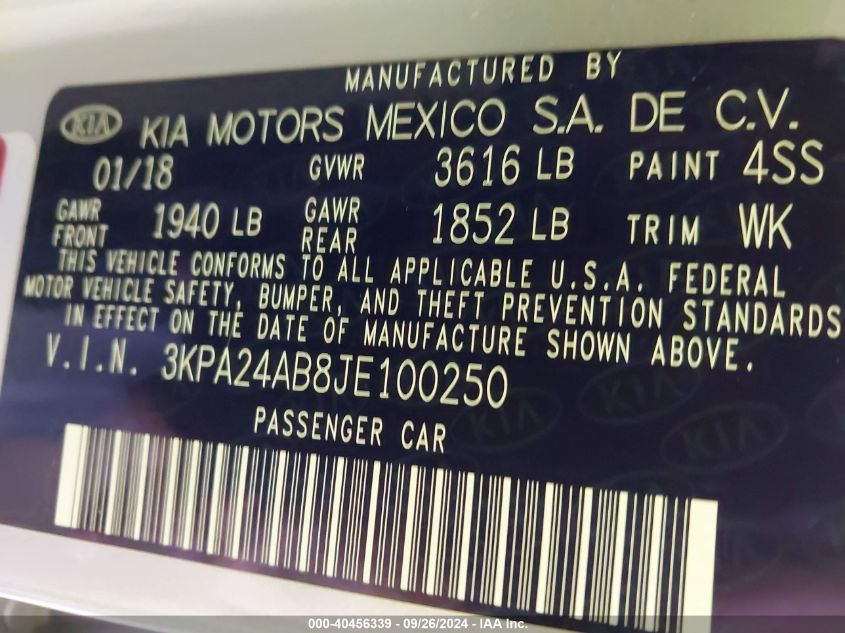 MANUFACTURED BY
KIA KIA MOTORS MEXICO S.A. DE C.V.
01/18 GVWR 3616 LB PAINT 4SS
GAWR FRONT 1940 LB GAWR REAR 1852 LB TRIM WK
THIS VEHICLE CONFORMS TO ALL APPLICABLE U.S.A. FEDERAL
MOTOR VEHICLE SAFETY, BUMPER, AND THEFT PREVENTION STANDARDS
IN EFFECT ON THE DATE OF MANUFACTURE SHOWN ABOVE.
V.I.N. 3KPA24AB8JE100250
PASSENGER CAR
000-40456339 - 09/26/2024 - IAA Inc.